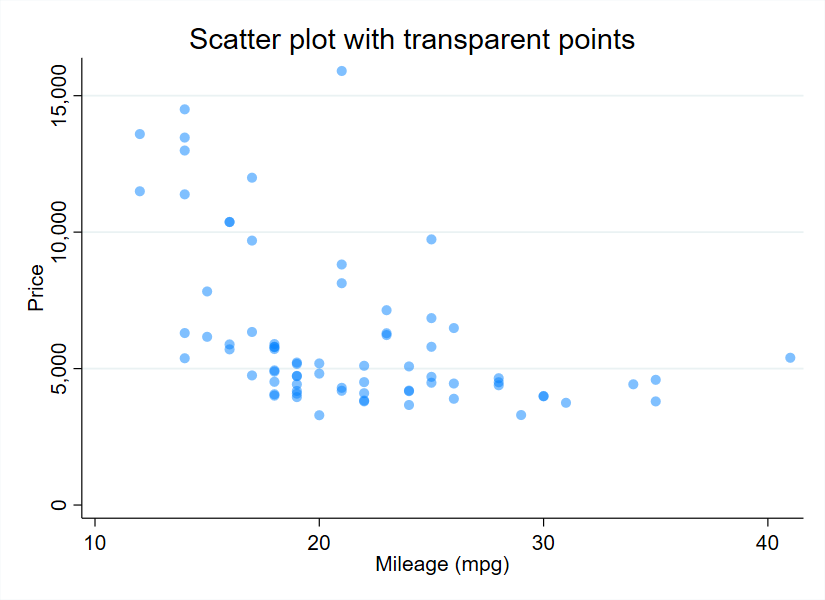 Scatter plot with transparent points
Price
15,000
10,000
5,000
0
10 20 30 40
Mileage (mpg)